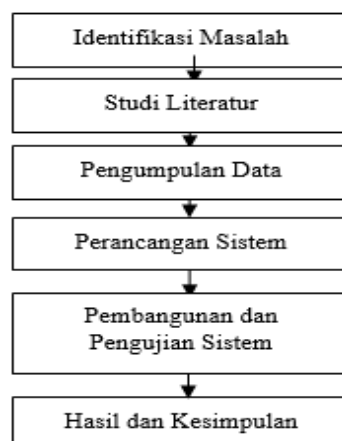 Identifikasi Masalah
Studi Literatur
Pengumpulan Data
Perancangan Sistem
Pembangunan dan
Pengujian Sistem
Hasil dan Kesimpulan